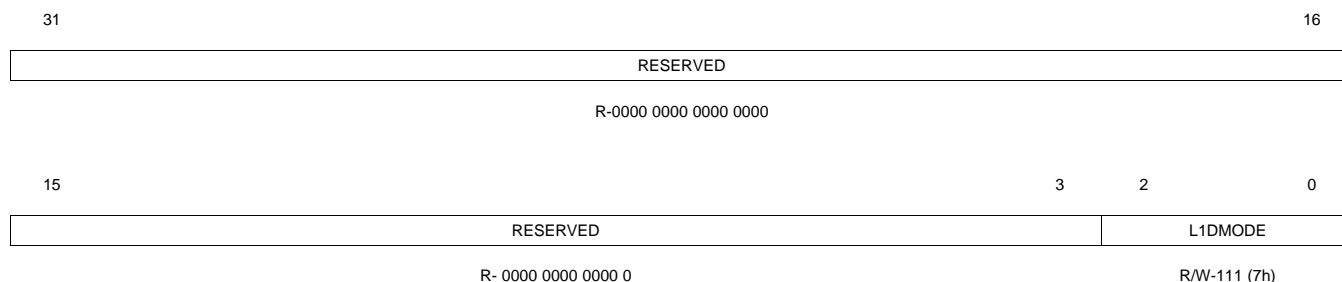 31 16
RESERVED
R-0000 0000 0000 0000
15 3 2 0
RESERVED L1DMODE
R- 0000 0000 0000 0 R/W-111 (7h)